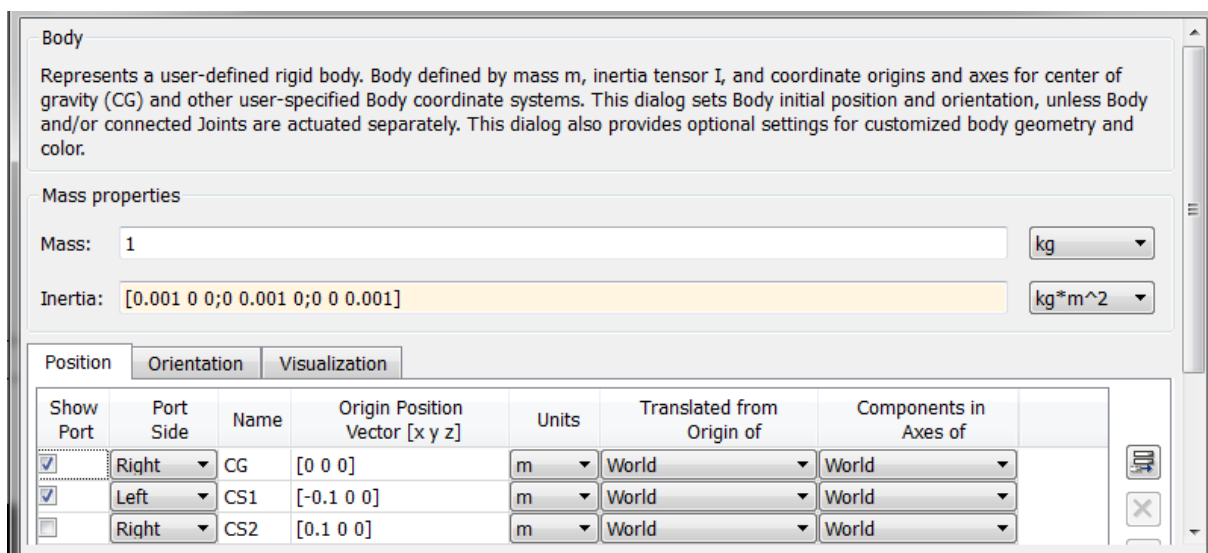 Body
Represents a user-defined rigid body. Body defined by mass m, inertia tensor I, and coordinate origins and axes for center of
gravity (CG) and other user-specified Body coordinate systems. This dialog sets Body initial position and orientation, unless Body
and/or connected Joints are actuated separately. This dialog also provides optional settings for customized body geometry and
color.
Mass properties
Mass: 1 kg
Inertia: [0.001 0 0;0 0.001 0;0 0 0.001] kg*m^2
Position Orientation Visualization
Show Port Port Side Name Origin Position Vector [x y z] Units Translated from Origin of Components in Axes of
Right CG [0 0 0] m World World
Left CS1 [-0.1 0 0] m World World
Right CS2 [0.1 0 0] m World World